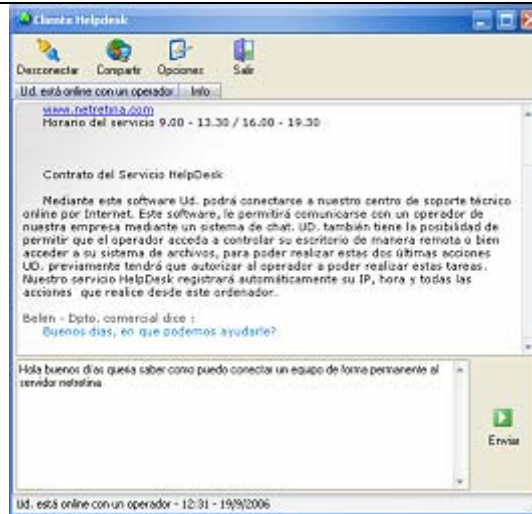 Cliente Helpdesk
Desconectar Compartir Opciones Salir
Ud. está online con un operador Info
www.netretina.com
Horario del servicio 9.00 - 13.30 / 16.00 - 19.30
Contrato del Servicio HelpDesk
Mediante este software Ud. podrá conectarse a nuestro centro de soporte técnico
online por Internet. Este software, le permitirá comunicarse con un operador de
nuestra empresa mediante un sistema de chat. UD. también tiene la posibilidad de
permitir que el operador acceda a controlar su escritorio de manera remota o bien
acceder a su sistema de archivos, para poder realizar estas dos últimas acciones
UD. previamente tendrá que autorizar al operador a poder realizar estas tareas.
Nuestro servicio HelpDesk registrará automáticamente su IP, hora y todas las
acciones que realice desde este ordenador.
Belen - Dpto. comercial dice :
Buenos dias, en que podemos ayudarle?
Hola buenos días queria saber como puedo conectar un equipo de forma permanente al
servidor netretina
Enviar
Ud. está online con un operador - 12:31 - 19/9/2006